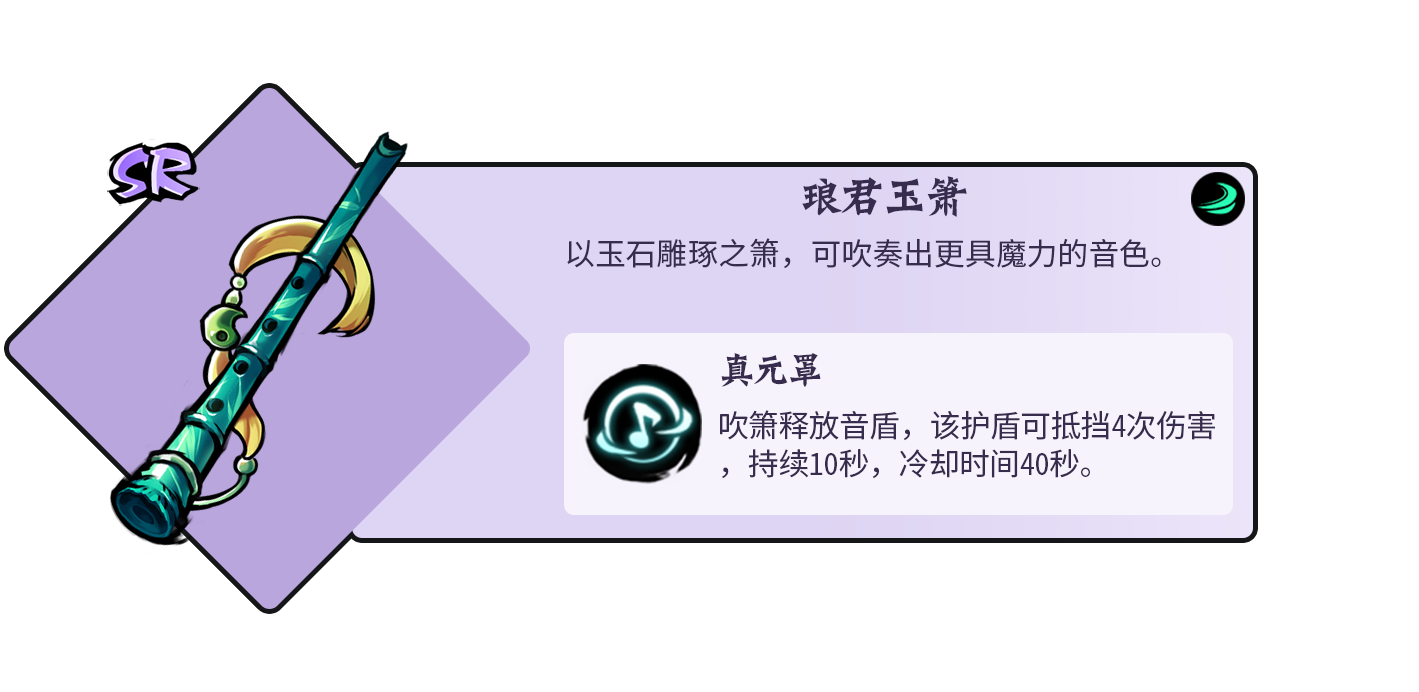 SR
琅君玉箫
以玉石雕琢之箫，可吹奏出更具魔力的音色。
真元罩
吹箫释放音盾，该护盾可抵挡4次伤害
，持续10秒，冷却时间40秒。